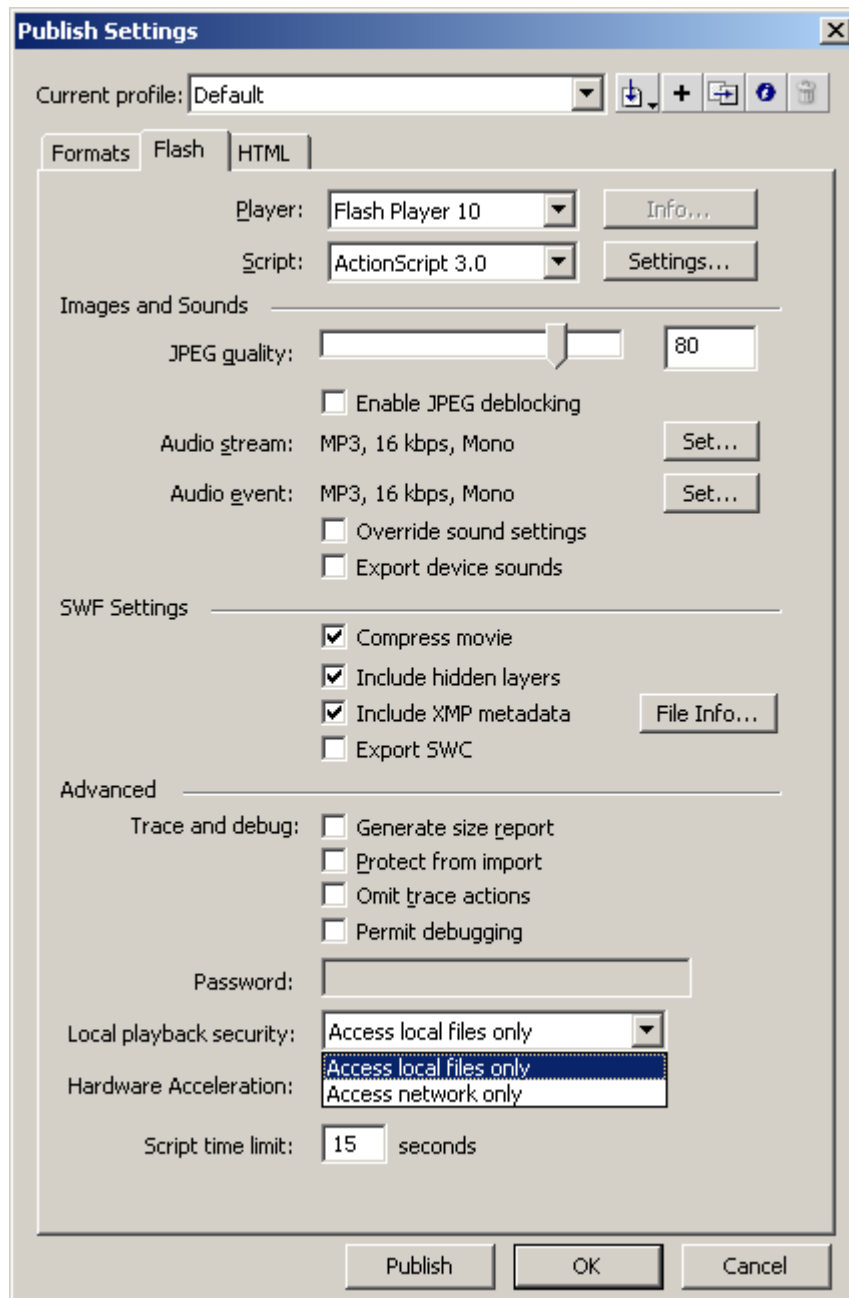 Publish Settings
Current profile: Default
Formats Flash HTML
Player: Flash Player 10 Info...
Script: ActionScript 3.0 Settings...
Images and Sounds
JPEG quality: 80
Enable JPEG deblocking
Audio stream: MP3, 16 kbps, Mono Set...
Audio event: MP3, 16 kbps, Mono Set...
Override sound settings
Export device sounds
SWF Settings
Compress movie
Include hidden layers
Include XMP metadata File Info...
Export SWC
Advanced
Trace and debug: Generate size report
Protect from import
Omit trace actions
Permit debugging
Password:
Local playback security: Access local files only
Access local files only
Hardware Acceleration: Access network only
Script time limit: 15 seconds
Publish OK Cancel